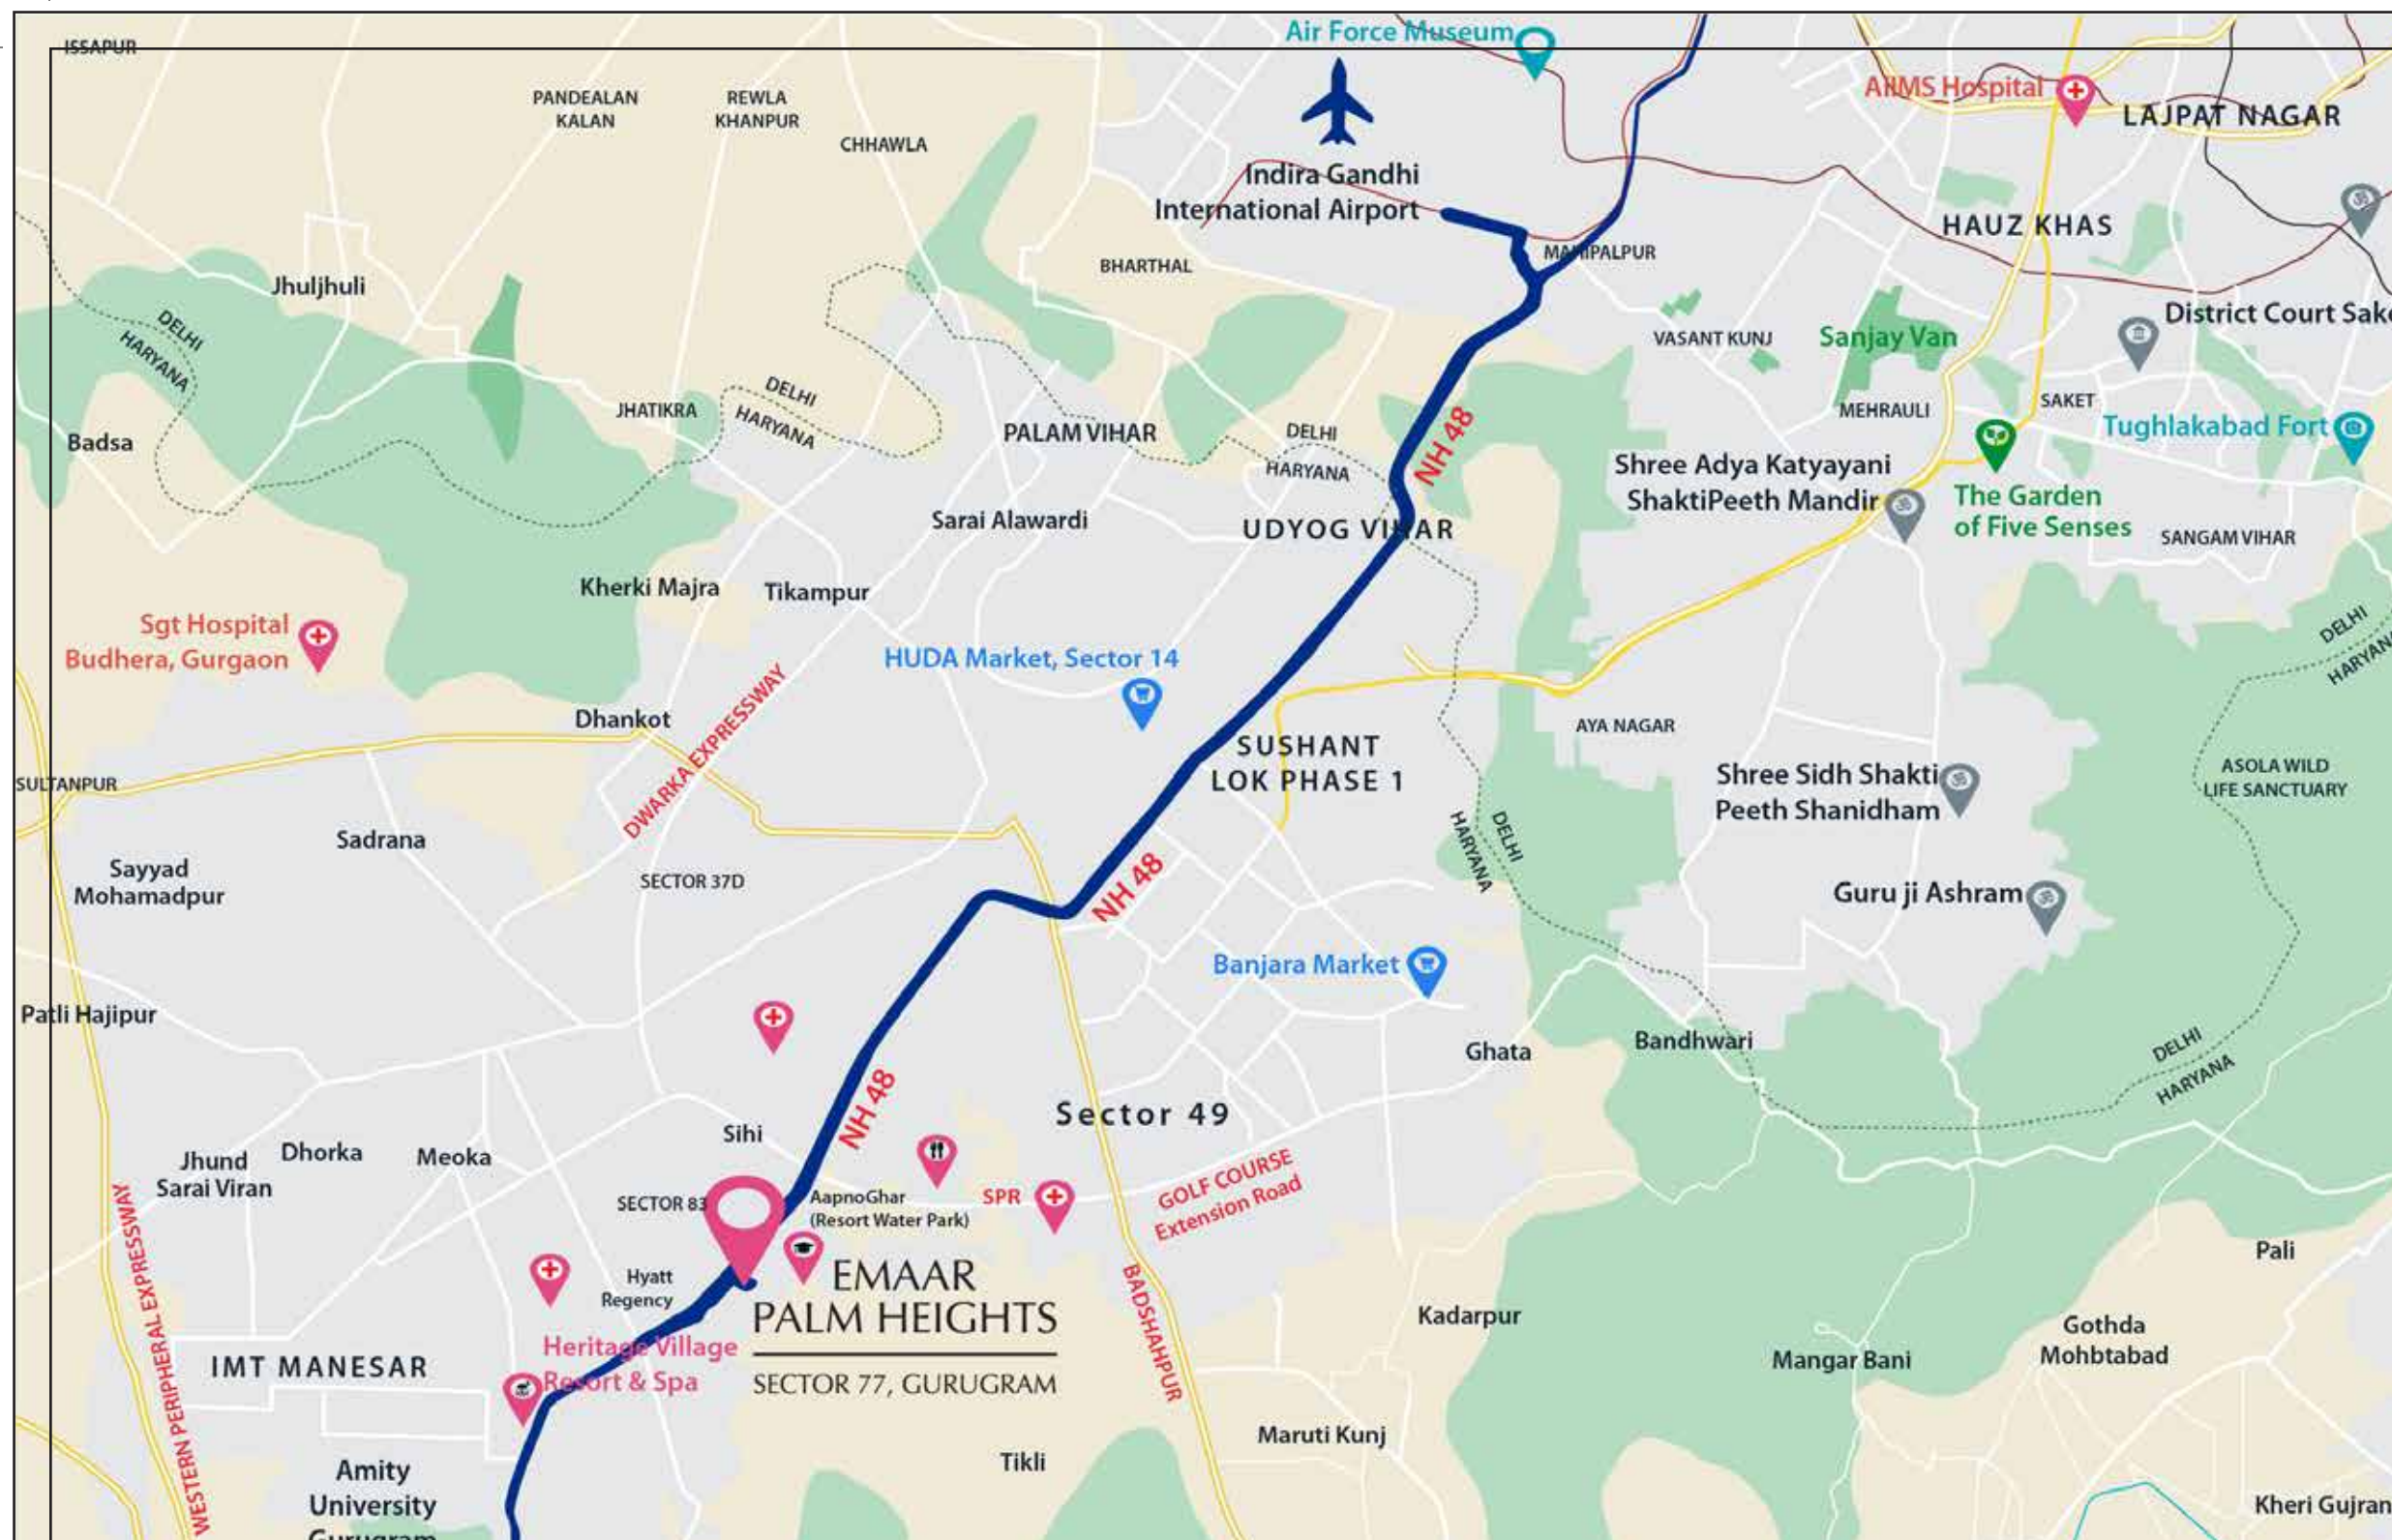 ISSAPUR
Air Force Museum
PANDEALAN
KALAN
REWLA
KHANPUR
CHHAWLA
AIIMS Hospital
LAJPAT NAGAR
Indira Gandhi
International Airport
HAUZ KHAS
BHARTHAL
MAHIPALPUR
Jhuljhuli
DELHI
HARYANA
District Court Sake
VASANT KUNJ
Sanjay Van
JHATIKRA
DELHI
HARYANA
MEHRAULI
SAKET
Badsa
PALAM VIHAR
DELHI
HARYANA
NH 48
Tughlakabad Fort
Shree Adya Katyayani
ShaktiPeeth Mandir
The Garden
of Five Senses
Sarai Alawardi
UDYOG VIHAR
SANGAM VIHAR
Kherki Majra
Tikampur
Sgt Hospital
Budhera, Gurgaon
DELHI
HARYAN
HUDA Market, Sector 14
Dhankot
DWARKA EXPRESSWAY
AYA NAGAR
SUSHANT
LOK PHASE 1
SULTANPUR
Shree Sidh Shakti
Peeth Shanidham
ASOLA WILD
LIFE SANCTUARY
Sadrana
DELHI
HARYANA
Sayyad
Mohamadpur
SECTOR 37D
NH 48
Guru ji Ashram
Banjara Market
Patli Hajipur
Ghata
Bandhwari
DELHI
HARYANA
NH 48
Sector 49
Sihi
Jhund
Sarai Viran
Dhorka
Meoka
SECTOR 83
AapnoGhar
(Resort Water Park)
SPR
GOLF COURSE
Extension Road
WESTERN PERIPHERAL EXPRESSWAY
Hyatt
Regency
EMAAR
PALM HEIGHTS
SECTOR 77, GURUGRAM
BADSHAHPUR
Pali
Kadarpur
Heritage Village
Resort & Spa
IMT MANESAR
Gothda
Mohbtabad
Mangar Bani
Maruti Kunj
Tikli
Amity
University
Gurugram
Kheri Gujran